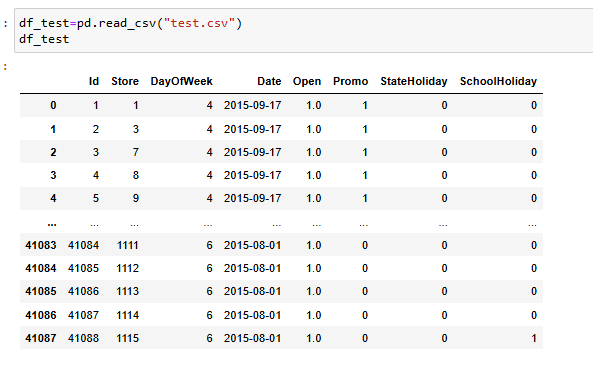 : df_test=pd.read_csv("test.csv")
df_test
:
Id Store DayOfWeek Date Open Promo StateHoliday SchoolHoliday
0 1 1 4 2015-09-17 1.0 1 0 0
1 2 3 4 2015-09-17 1.0 1 0 0
2 3 7 4 2015-09-17 1.0 1 0 0
3 4 8 4 2015-09-17 1.0 1 0 0
4 5 9 4 2015-09-17 1.0 1 0 0
... ... ... ... ... ... ... ... ...
41083 41084 1111 6 2015-08-01 1.0 0 0 0
41084 41085 1112 6 2015-08-01 1.0 0 0 0
41085 41086 1113 6 2015-08-01 1.0 0 0 0
41086 41087 1114 6 2015-08-01 1.0 0 0 0
41087 41088 1115 6 2015-08-01 1.0 0 0 1